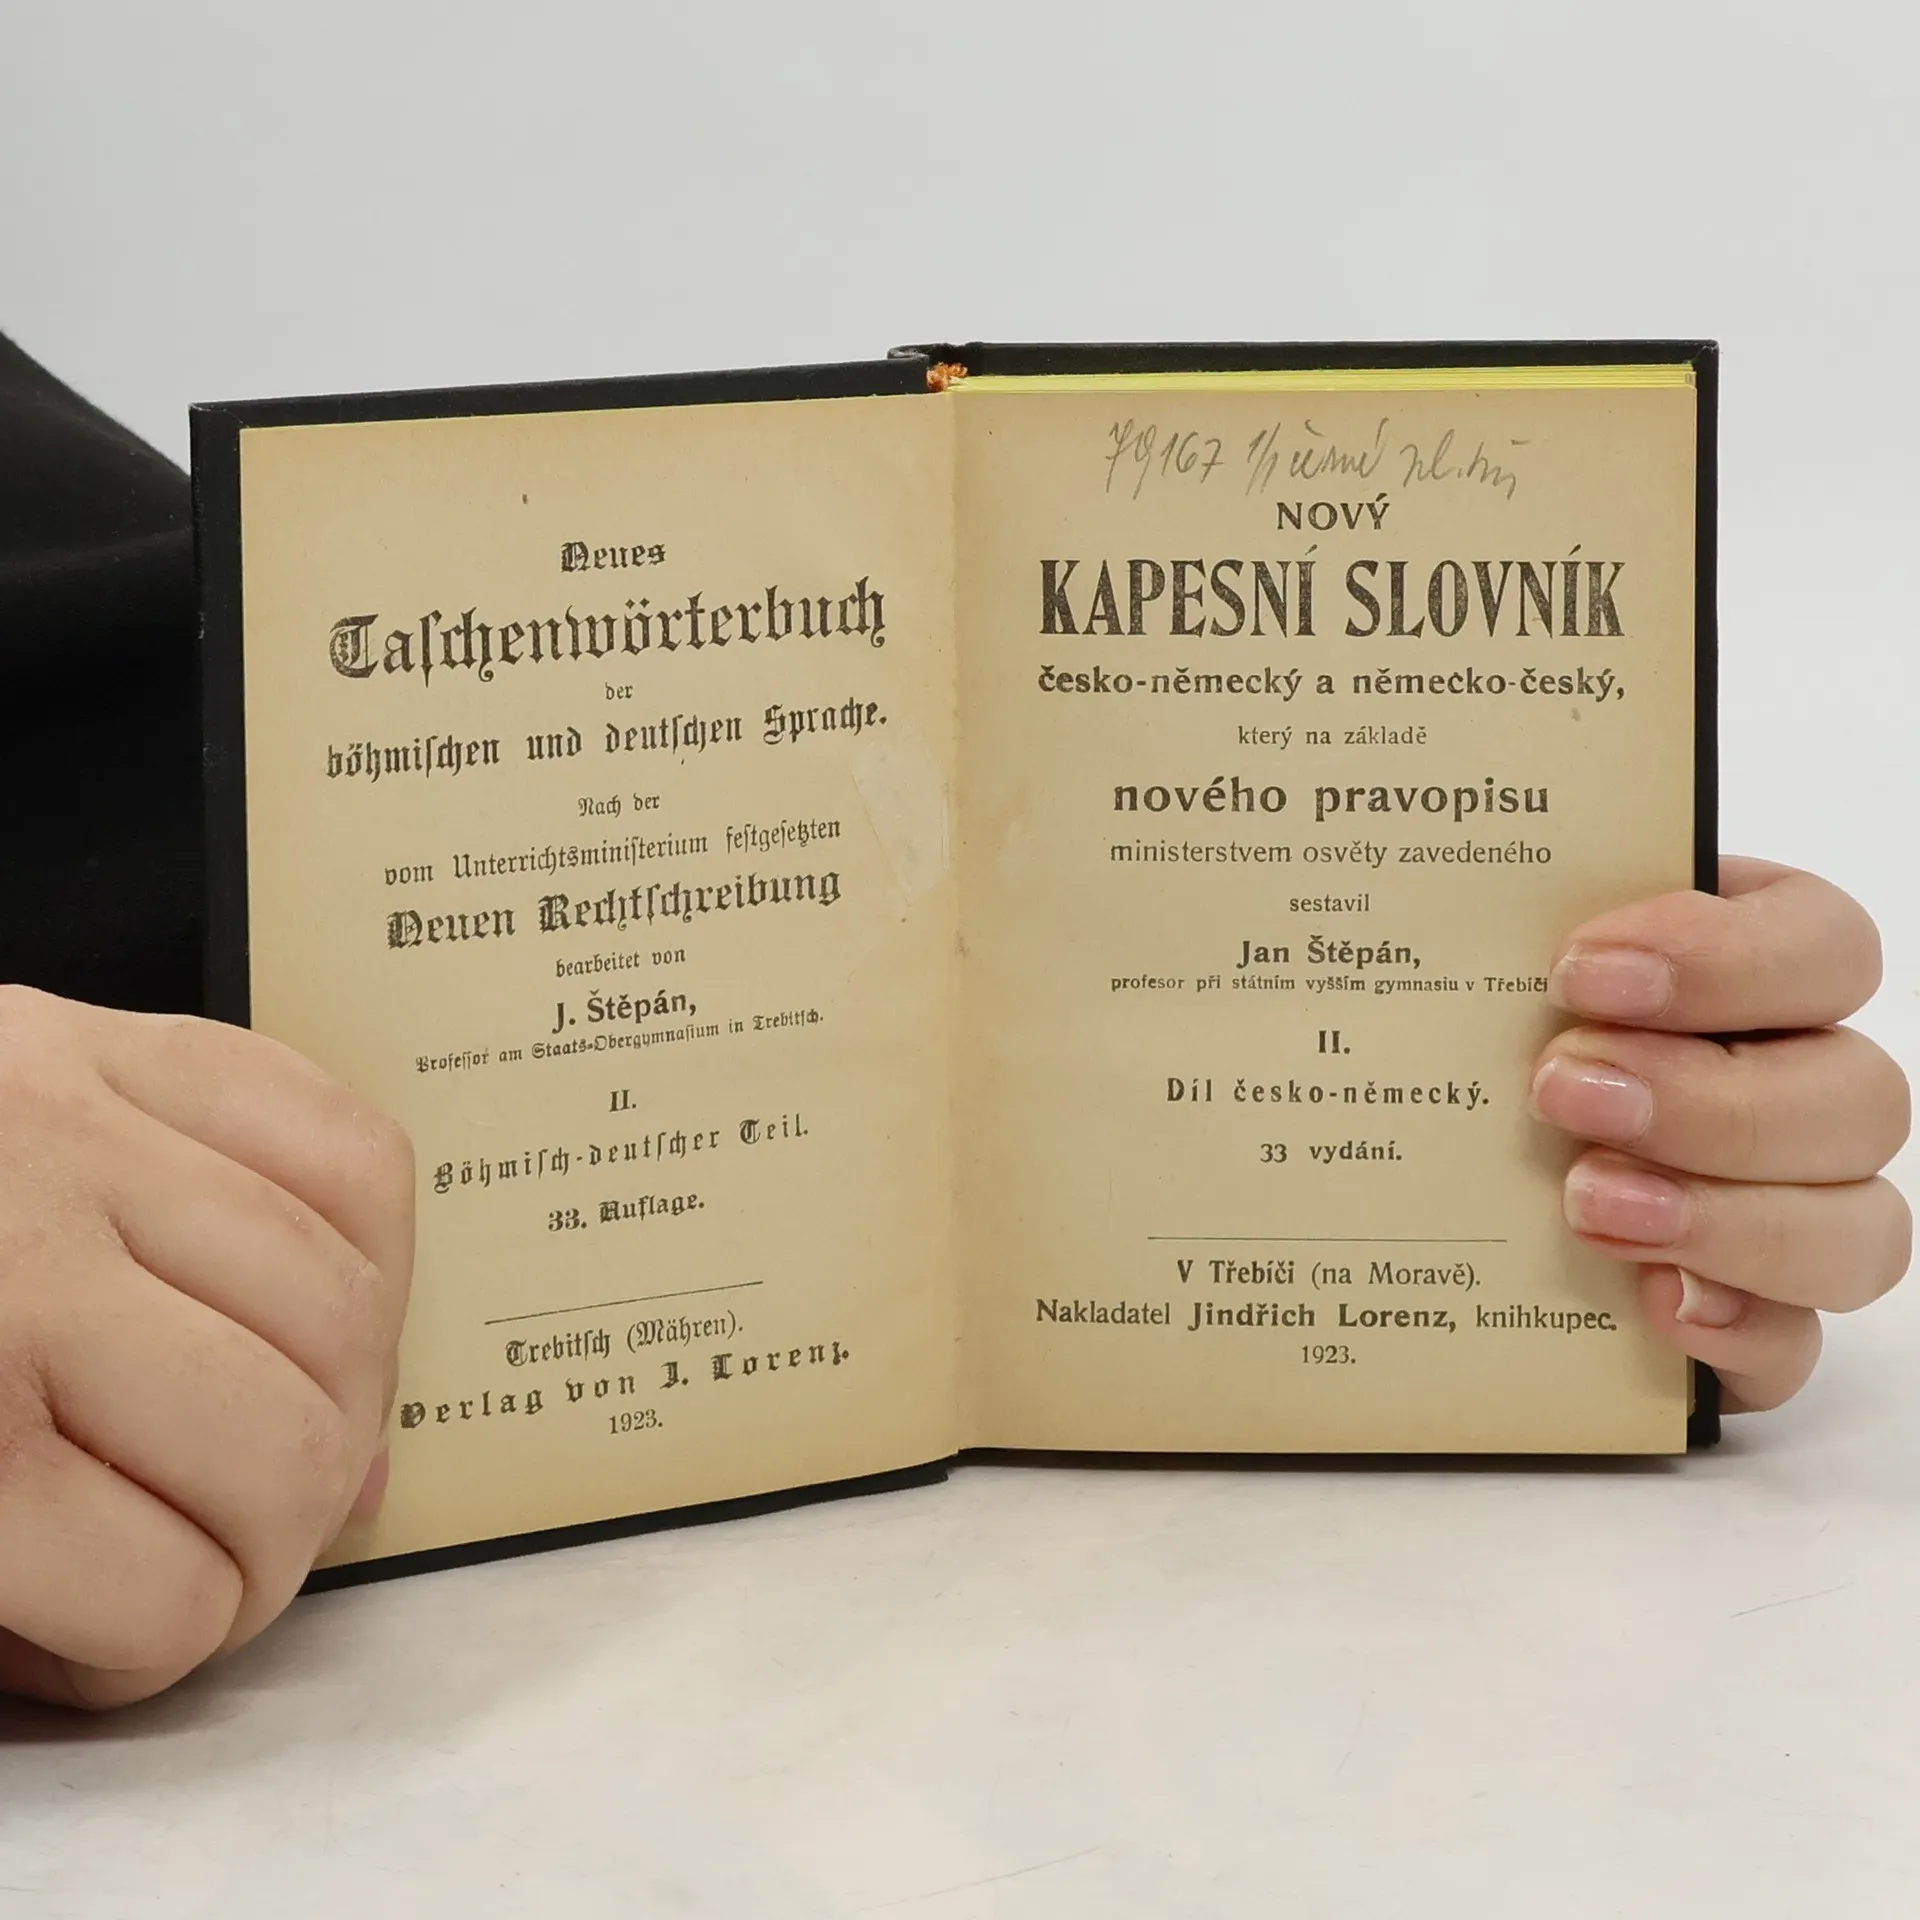 Neues
Taſchenwörterbuch
der
böhmiſchen und deutſchen Sprache.
Nach der
vom Unterrichtsminiſterium feſtgeſetzten
Neuen Rechtſchreibung
bearbeitet von
J. Štěpán,
Profeſſor am Staats-Obergymnaſium in Trebitſch.
II.
Böhmiſch-deutſcher Teil.
33. Auflage.
Trebitſch (Mähren).
Verlag von J. Lorenz.
1923.
79167
NOVÝ
KAPESNÍ SLOVNÍK
česko-německý a německo-český,
který na základě
nového pravopisu
ministerstvem osvěty zavedeného
sestavil
Jan Štěpán,
profesor při státním vyšším gymnasiu v Třebíči
II.
Díl česko-německý.
33 vydání.
V Třebíči (na Moravě).
Nakladatel Jindřich Lorenz, knihkupec.
1923.